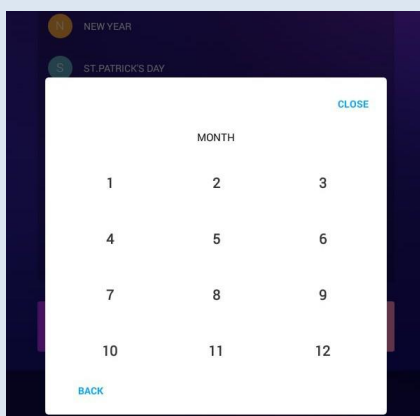 N NEW YEAR
S ST.PATRICK'S DAY
CLOSE
MONTH
1 2 3
4 5 6
7 8 9
10 11 12
BACK